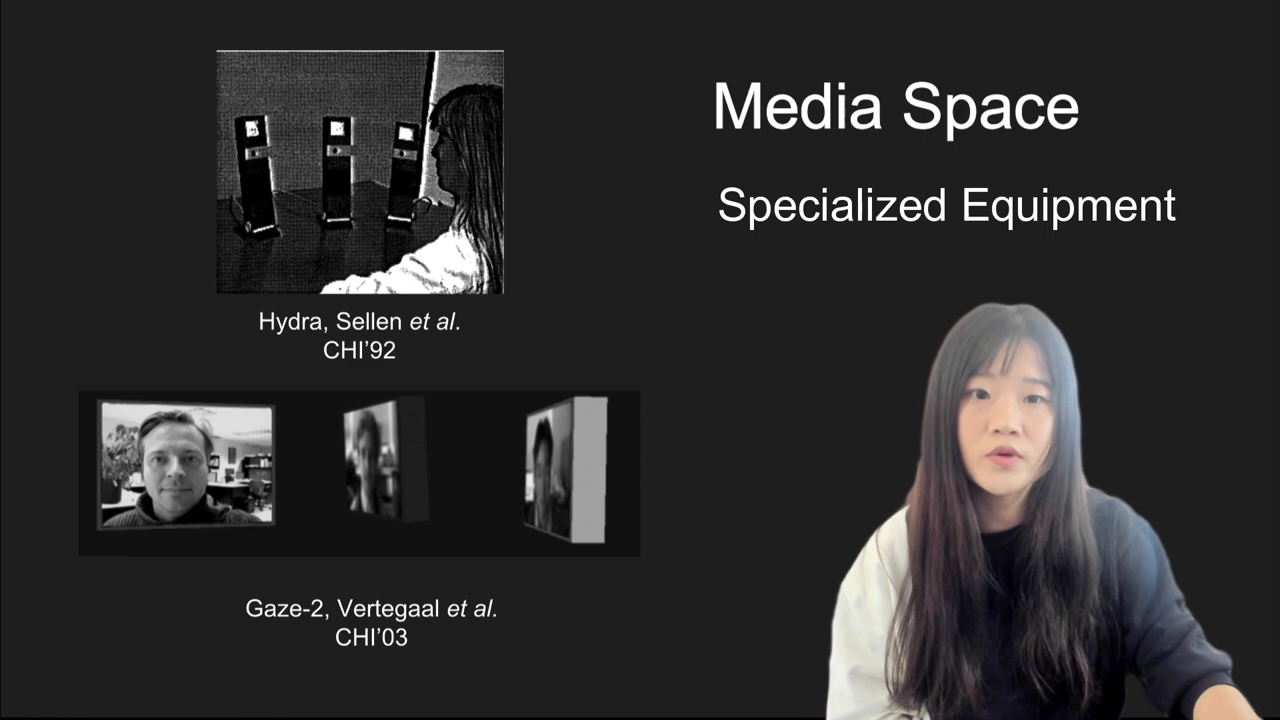 Media Space
Specialized Equipment
Hydra, Sellen et al.
CHI’92
Gaze-2, Vertegaal et al.
CHI’03